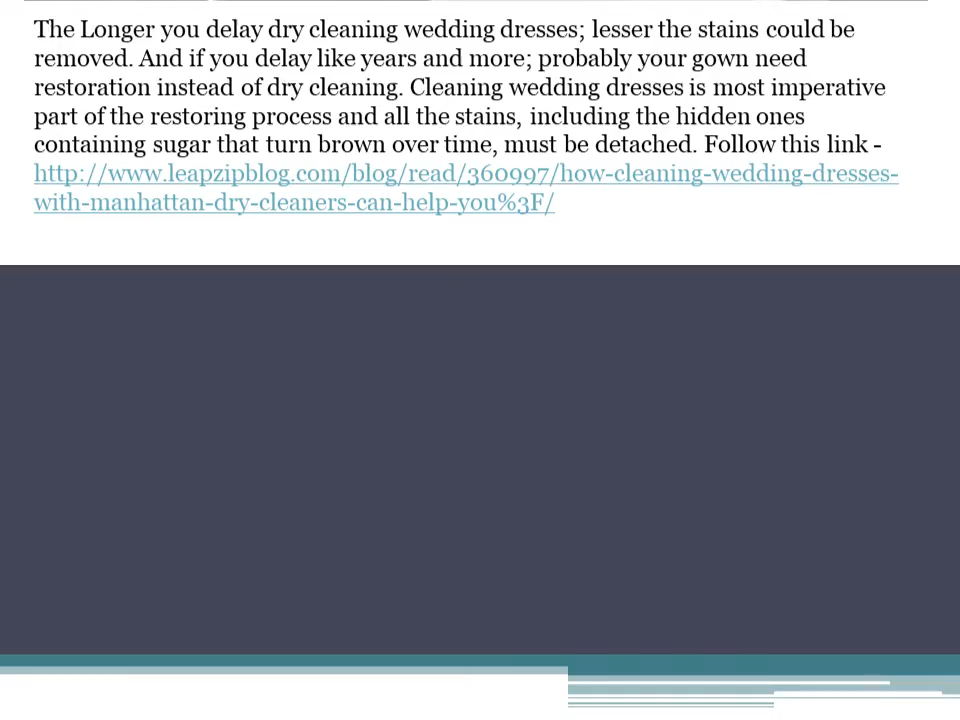 The Longer you delay dry cleaning wedding dresses; lesser the stains could be
removed. And if you delay like years and more; probably your gown need
restoration instead of dry cleaning. Cleaning wedding dresses is most imperative
part of the restoring process and all the stains, including the hidden ones
containing sugar that turn brown over time, must be detached. Follow this link -
http://www.leapzipblog.com/blog/read/360997/how-cleaning-wedding-dresses-
with-manhattan-dry-cleaners-can-help-you%3F/